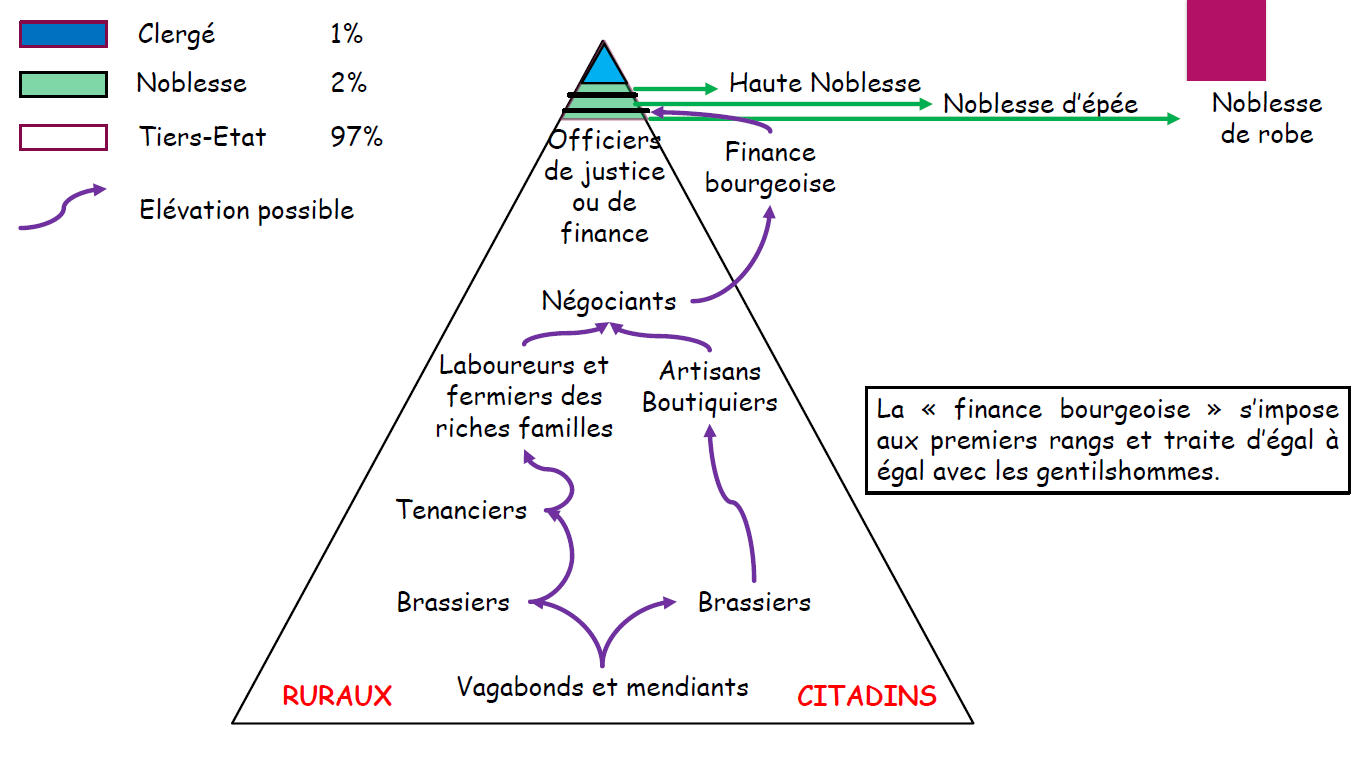 Clergé 1%
Noblesse 2%
Tiers-Etat 97%
Elévation possible
Haute Noblesse
Noblesse d'épée
Noblesse
de robe
Officiers
de justice
ou de
finance
Finance
bourgeoise
Négociants
Laboureurs et
fermiers des
riches familles
Artisans
Boutiquiers
La « finance bourgeoise » s'impose
aux premiers rangs et traite d'égal à
égal avec les gentilshommes.
Tenanciers
Brassiers
Brassiers
Vagabonds et mendiants
RURAUX
CITADINS